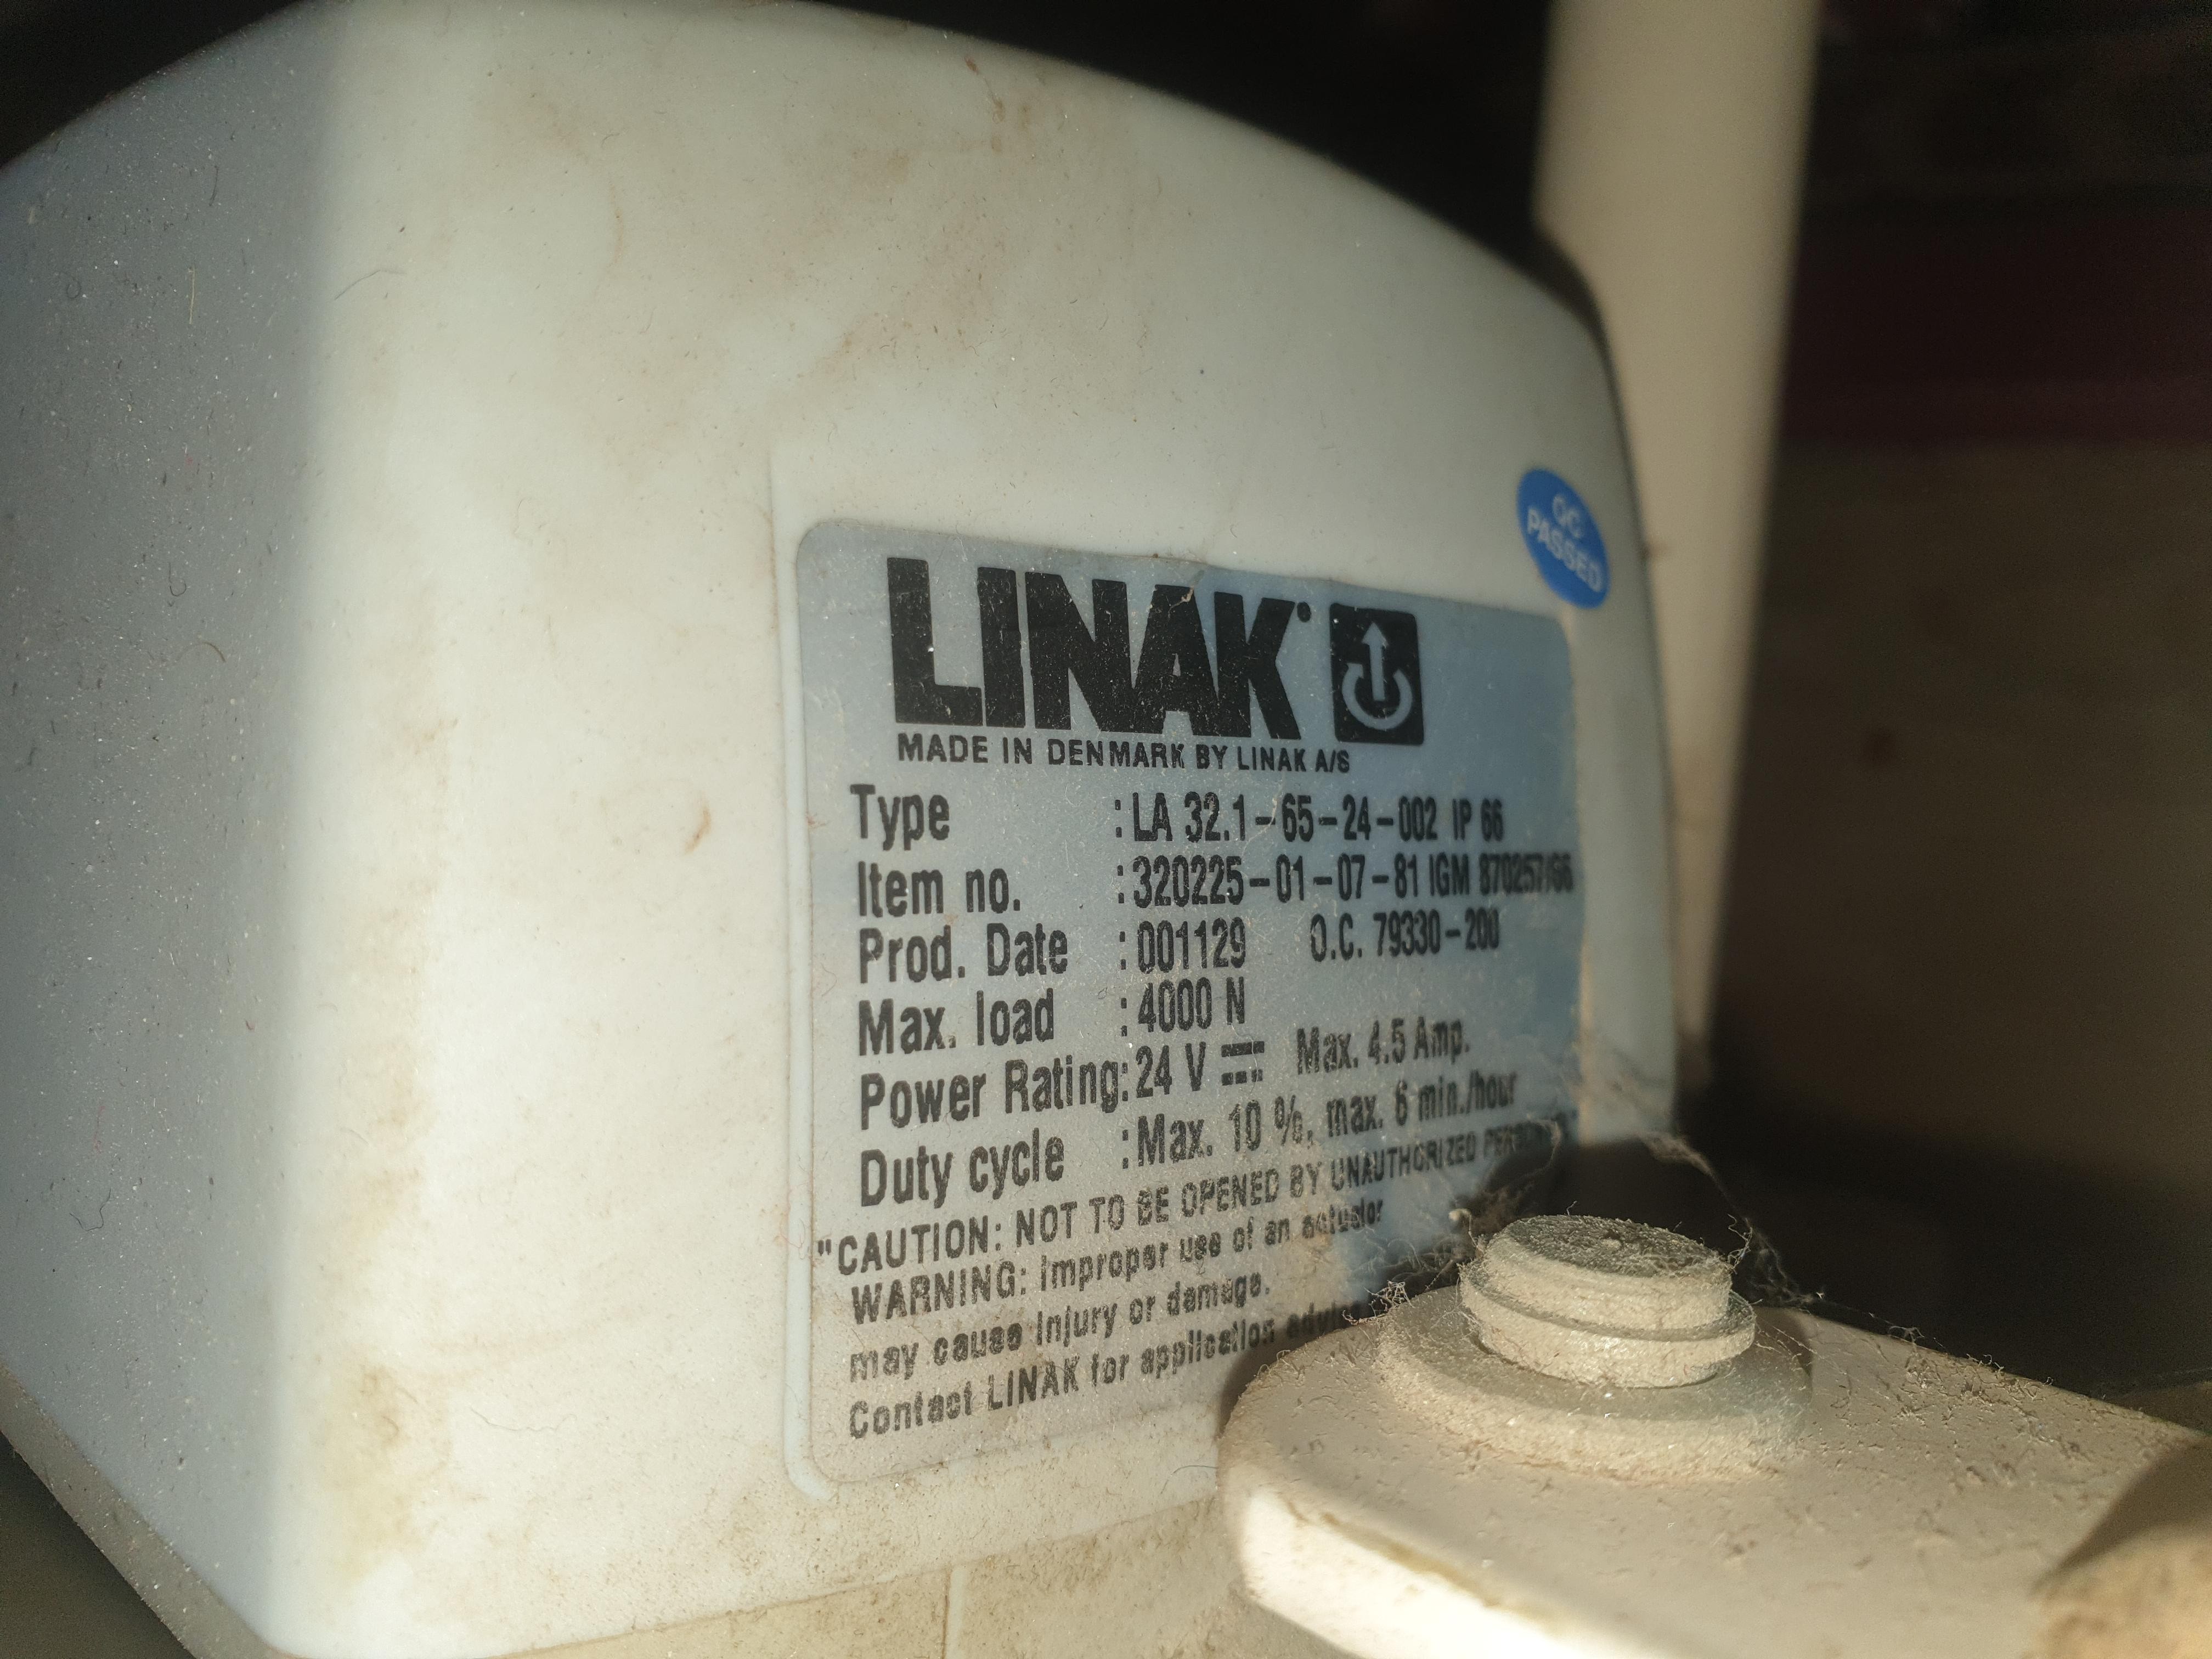 QC
PASSED
LINAK
MADE IN DENMARK BY LINAK A/S
Type : LA 32.1-65-24-002 IP 66
Item no. : 320225-01-07-81 IGM 870257/66
Prod. Date : 001129 O.C. 79330-200
Max. load : 4000 N
Power Rating: 24 V Max. 4.5 Amp.
Duty cycle : Max. 10 %, max. 6 min./hour
"CAUTION: NOT TO BE OPENED BY UNAUTHORIZED
WARNING: Improper use of an actuator
may cause injury or damage.
Contact LINAK for application